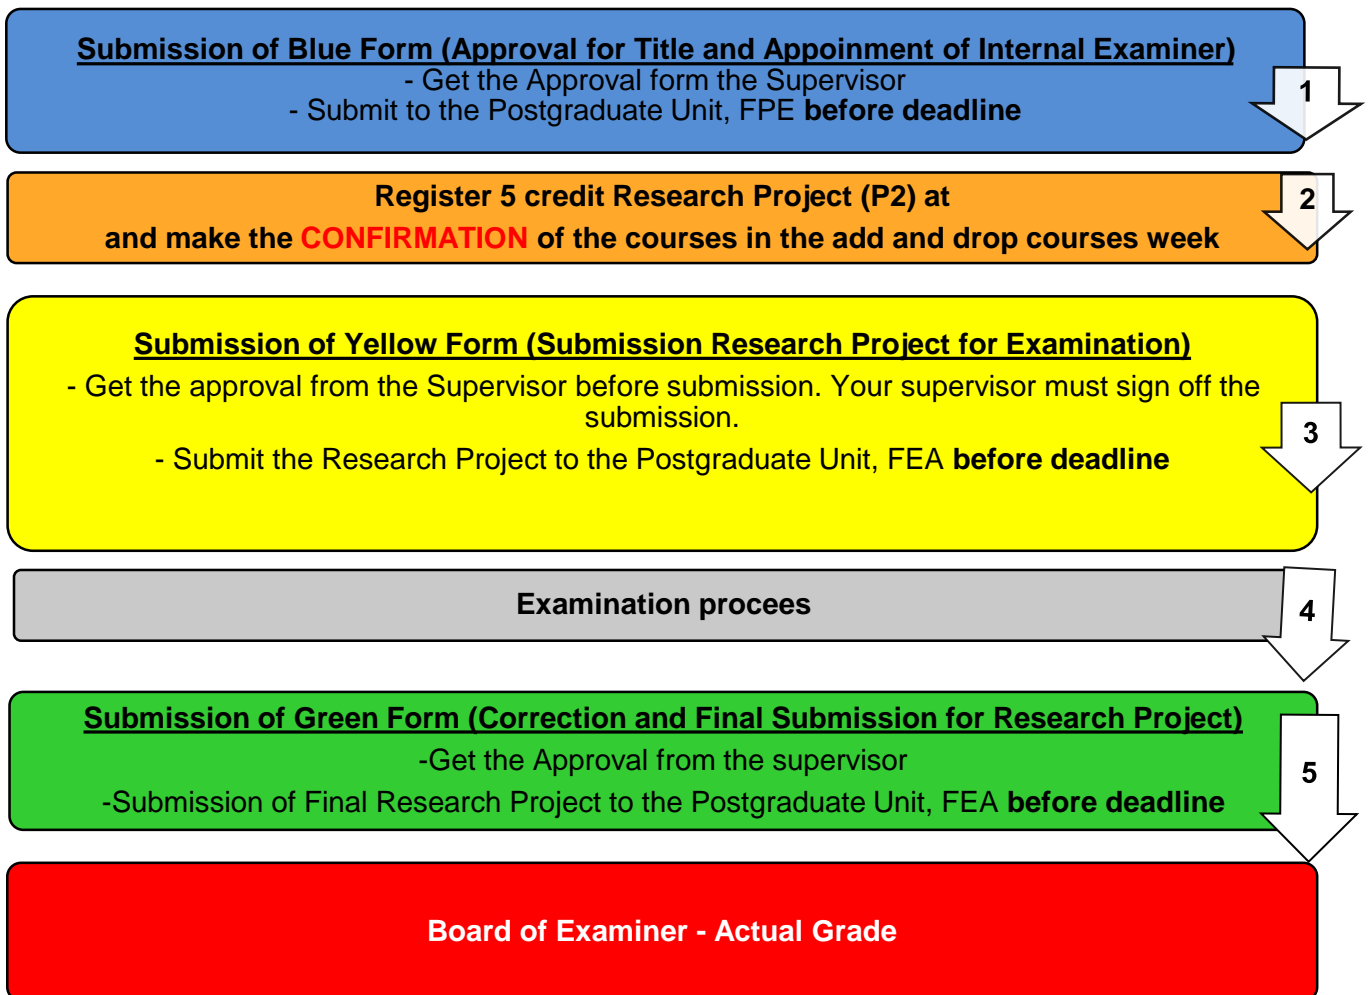 Submission of Blue Form (Approval for Title and Appoinment of Internal Examiner)
- Get the Approval form the Supervisor
- Submit to the Postgraduate Unit, FPE before deadline
1
Register 5 credit Research Project (P2) at
and make the CONFIRMATION of the courses in the add and drop courses week
2
Submission of Yellow Form (Submission Research Project for Examination)
- Get the approval from the Supervisor before submission. Your supervisor must sign off the
submission.
- Submit the Research Project to the Postgraduate Unit, FEA before deadline
3
Examination procees
4
Submission of Green Form (Correction and Final Submission for Research Project)
-Get the Approval from the supervisor
-Submission of Final Research Project to the Postgraduate Unit, FEA before deadline
5
Board of Examiner - Actual Grade